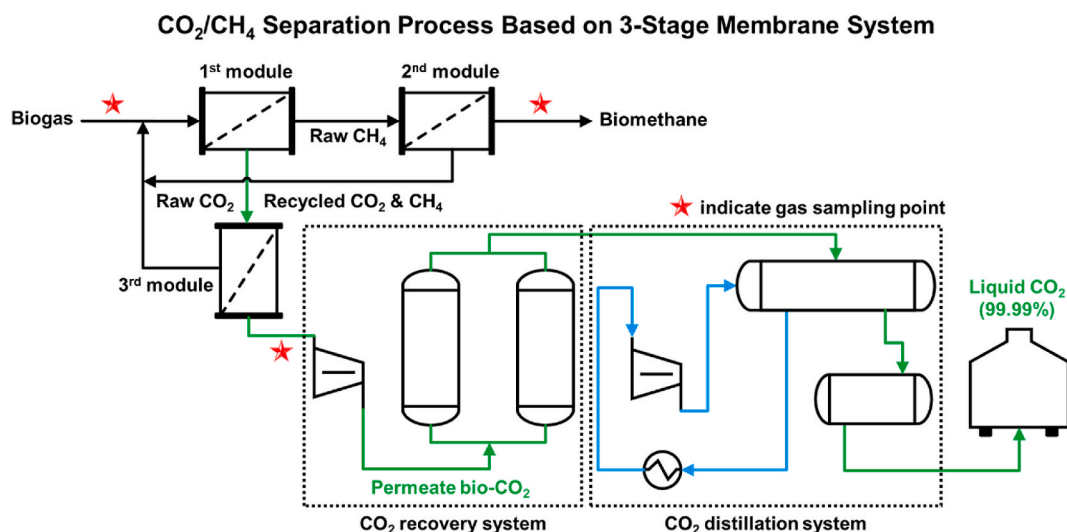 CO₂/CH₄ Separation Process Based on 3-Stage Membrane System
1st module
2nd module
Biogas
Raw CH₄
Biomethane
Raw CO₂
Recycled CO₂ & CH₄
indicate gas sampling point
3rd module
Liquid CO₂
(99.99%)
Permeate bio-CO₂
CO₂ recovery system
CO₂ distillation system